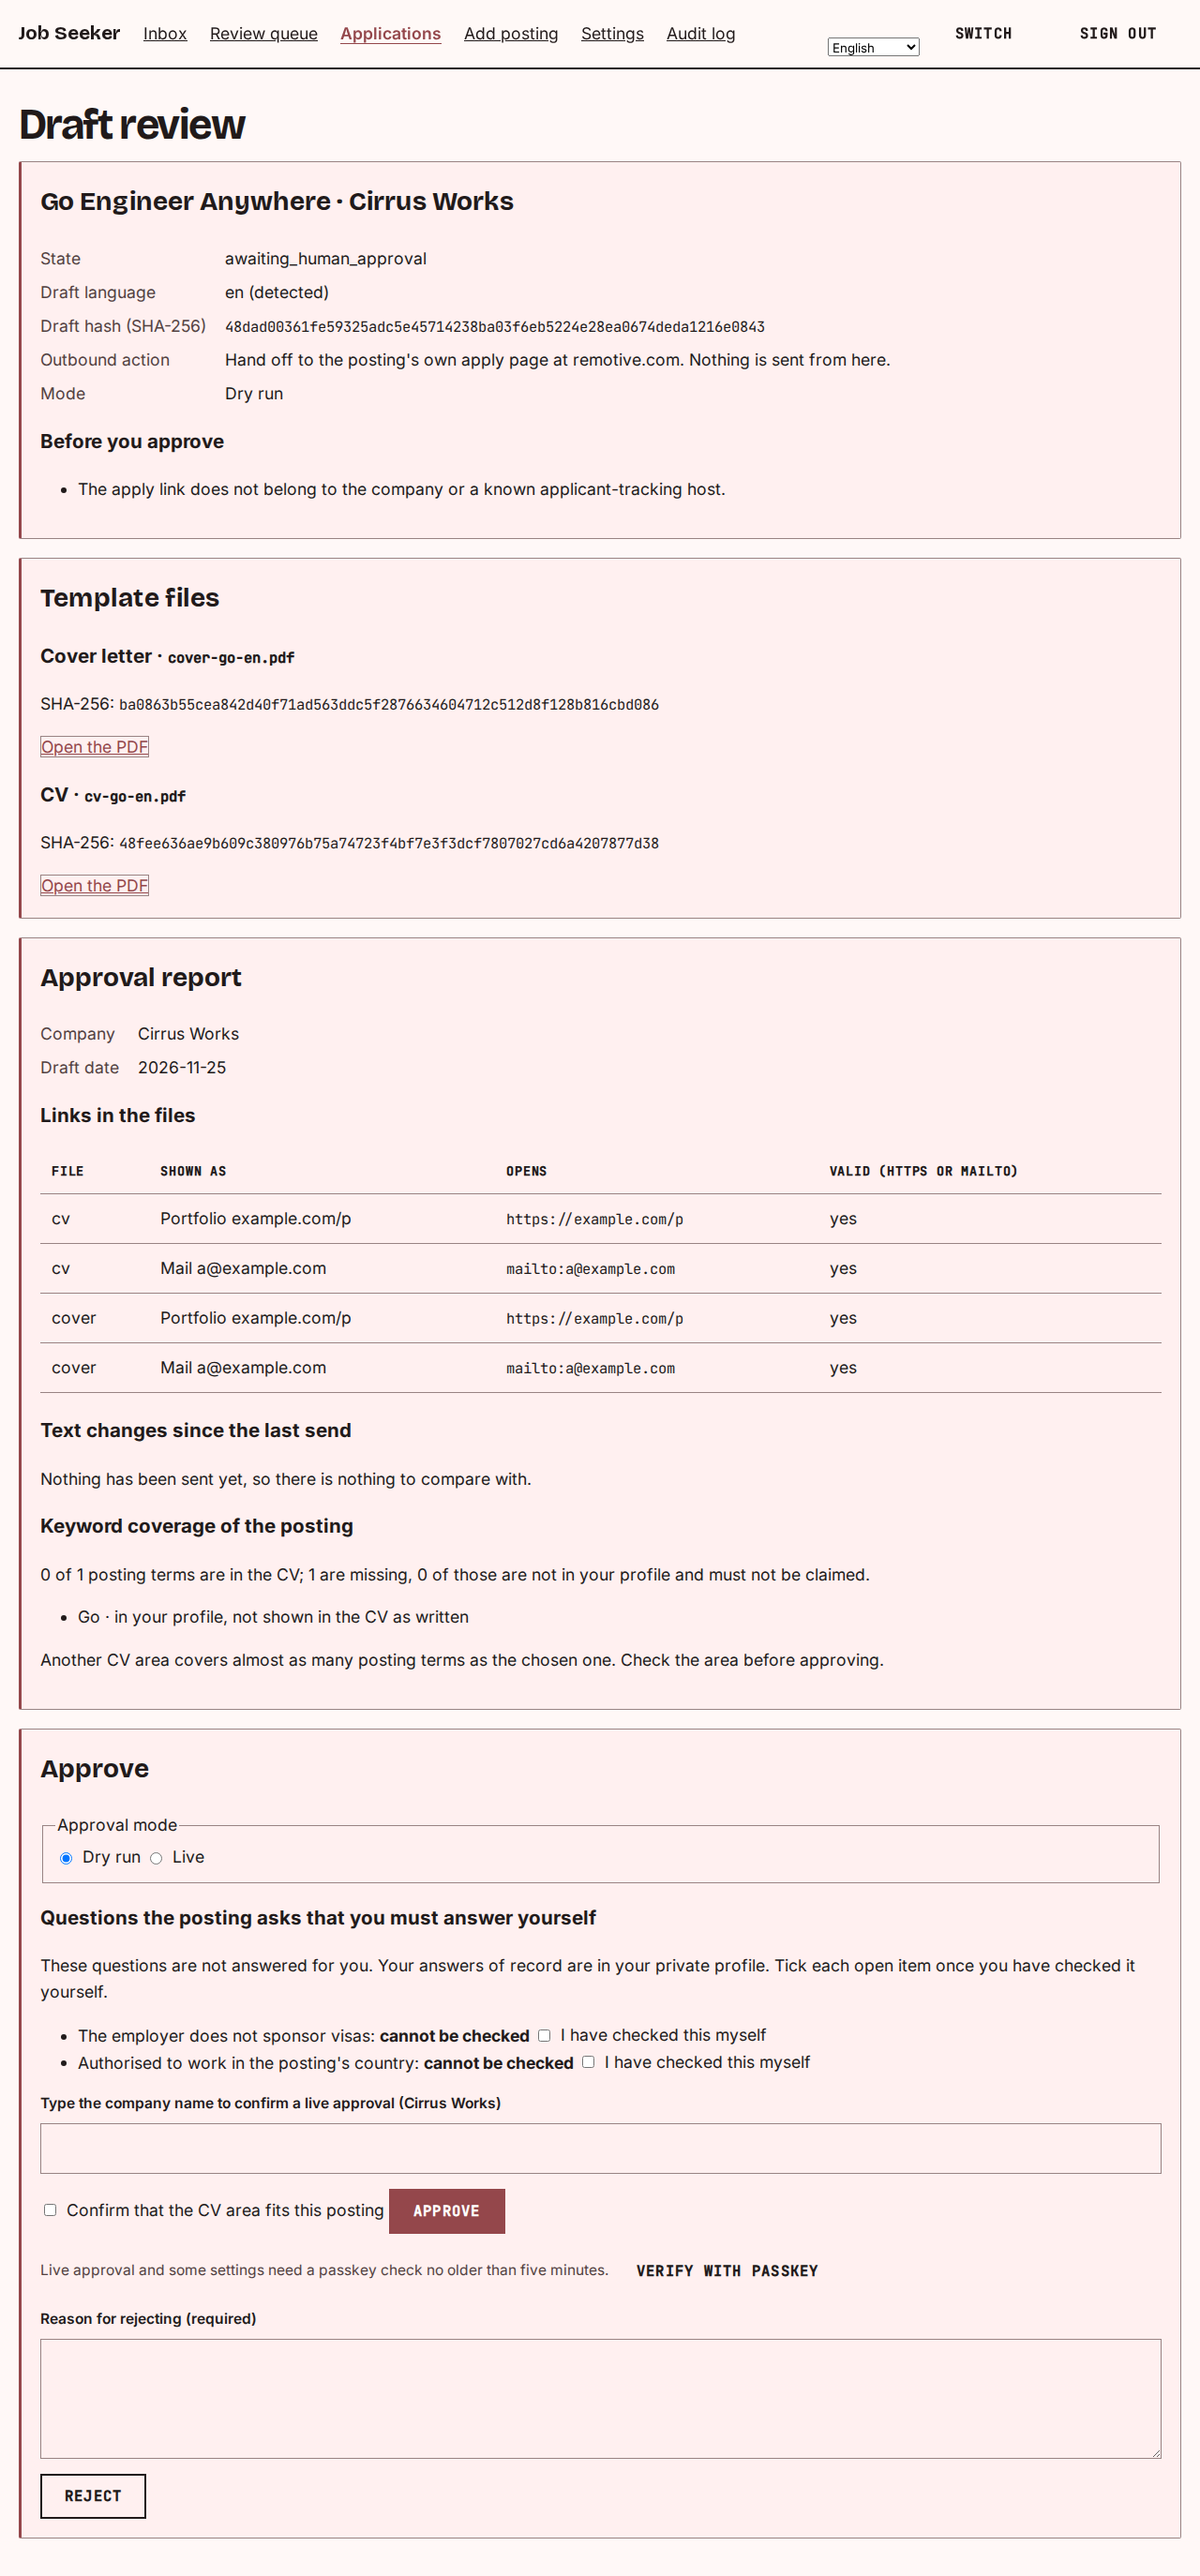 Job Seeker Inbox Review queue Applications Add posting Settings Audit log English SWITCH SIGN OUT
Draft review
Go Engineer Anywhere · Cirrus Works
State awaiting_human_approval
Draft language en (detected)
Draft hash (SHA-256) 48dad00361fe59325adc5e45714238ba03f6eb5224e28ea0674deda1216e0843
Outbound action Hand off to the posting's own apply page at remotive.com. Nothing is sent from here.
Mode Dry run
Before you approve
• The apply link does not belong to the company or a known applicant-tracking host.
Template files
Cover letter · cover-go-en.pdf
SHA-256: ba0863b55cea842d40f71ad563ddc5f2876634604712c512d8f128b816cbd086
Open the PDF
CV · cv-go-en.pdf
SHA-256: 48fee636ae9b609c380976b75a74723f4bf7e3f3dcf7807027cd6a4207877d38
Open the PDF
Approval report
Company Cirrus Works
Draft date 2026-11-25
Links in the files
FILE SHOWN AS OPENS VALID (HTTPS OR MAILTO)
cv Portfolio example.com/p https://example.com/p yes
cv Mail a@example.com mailto:a@example.com yes
cover Portfolio example.com/p https://example.com/p yes
cover Mail a@example.com mailto:a@example.com yes
Text changes since the last send
Nothing has been sent yet, so there is nothing to compare with.
Keyword coverage of the posting
0 of 1 posting terms are in the CV; 1 are missing, 0 of those are not in your profile and must not be claimed.
• Go · in your profile, not shown in the CV as written
Another CV area covers almost as many posting terms as the chosen one. Check the area before approving.
Approve
Approval mode
Dry run Live
Questions the posting asks that you must answer yourself
These questions are not answered for you. Your answers of record are in your private profile. Tick each open item once you have checked it
yourself.
• The employer does not sponsor visas: cannot be checked I have checked this myself
• Authorised to work in the posting's country: cannot be checked I have checked this myself
Type the company name to confirm a live approval (Cirrus Works)
Confirm that the CV area fits this posting APPROVE
Live approval and some settings need a passkey check no older than five minutes. VERIFY WITH PASSKEY
Reason for rejecting (required)
REJECT